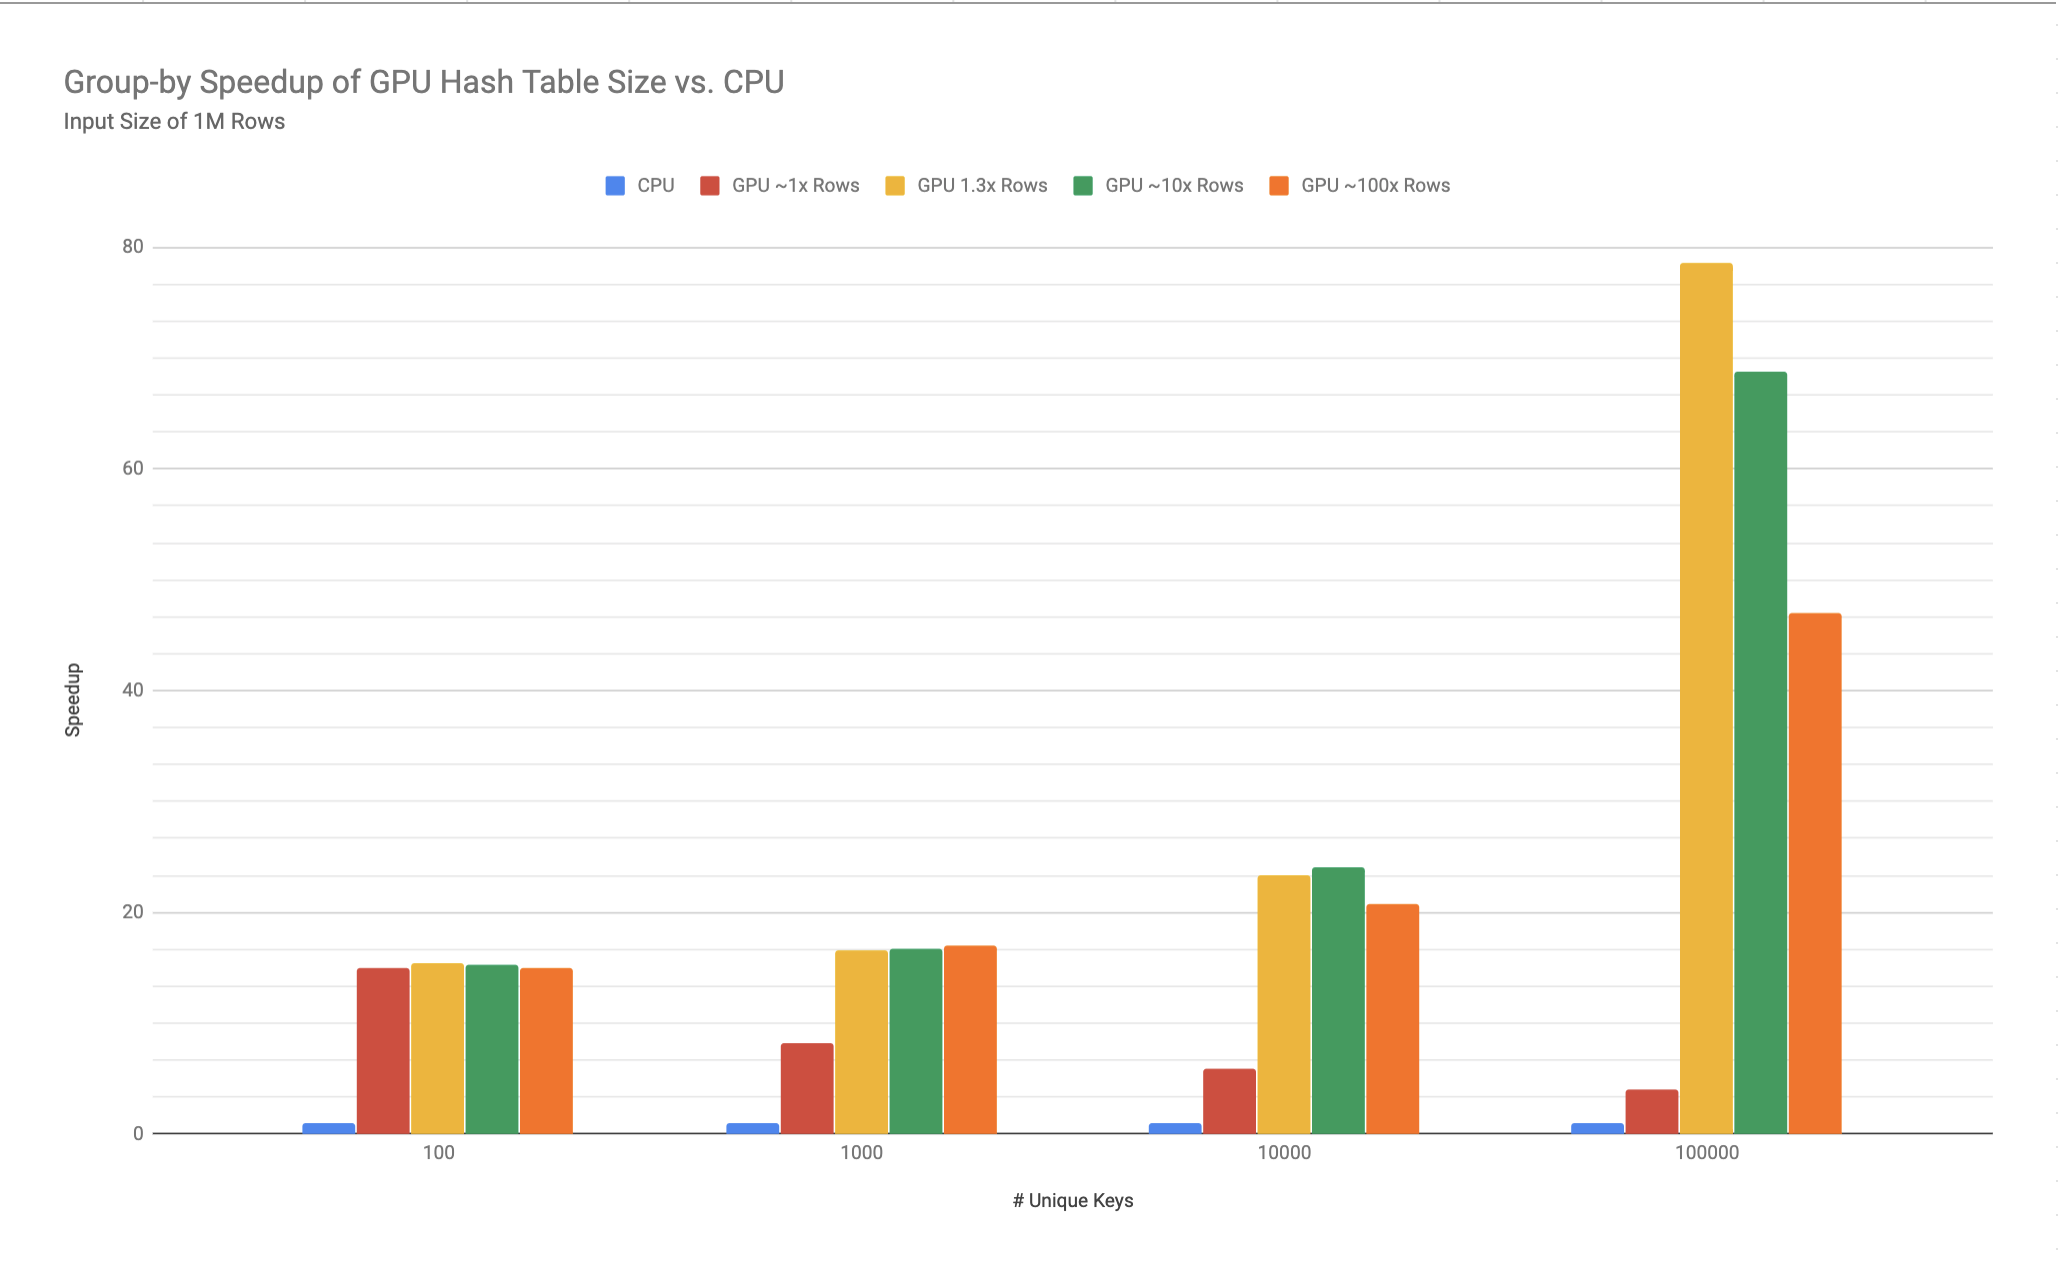 Group-by Speedup of GPU Hash Table Size vs. CPU
Input Size of 1M Rows
CPU GPU ~1x Rows GPU 1.3x Rows GPU ~10x Rows GPU ~100x Rows
80
60
40
20
0
Speedup
100 1000 10000 100000
# Unique Keys